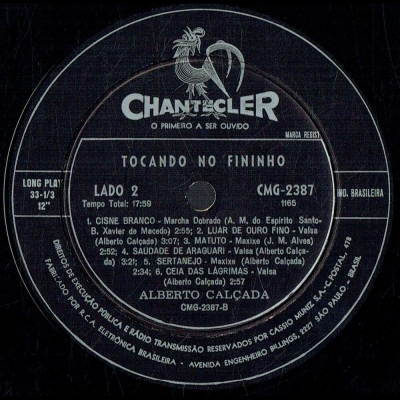 CHANTECLER
O PRIMEIRO A SER OUVIDO
MARCA REGIST
TOCANDO NO FININHO
LONG PLAY
33-1/3
12"
LADO 2
Tempo Total: 17:59
CMG-2387
1165
IND. BRASILEIRA
1. CISNE BRANCO - Marcha Dobrado (A. M. do Espírito Santo-
B. Xavier de Macedo) 2:55; 2. LUAR DE OURO FINO - Valsa
(Alberto Calçada) 3:07; 3. MATUTO - Maxixe (J. M. Alves)
2:52; 4. SAUDADE DE ARAGUARI - Valsa (Alberto Calça-
da) 3:21; 5. SERTANEJO - Maxixe (Alberto Calçada)
2:34; 6. CEIA DAS LÁGRIMAS - Valsa
(Alberto Calçada) 2:57
ALBERTO CALÇADA
CMG-2387-B
DIREITOS DE EXECUÇÃO PÚBLICA E RÁDIO TRANSMISSÃO RESERVADOS POR CASSIO MUNIZ S.A.-C.POSTAL, 478
FABRICADO POR R.C.A. ELETRÔNICA BRASILEIRA - AVENIDA ENGENHEIRO BILLINGS, 2227 SÃO PAULO - BRASIL